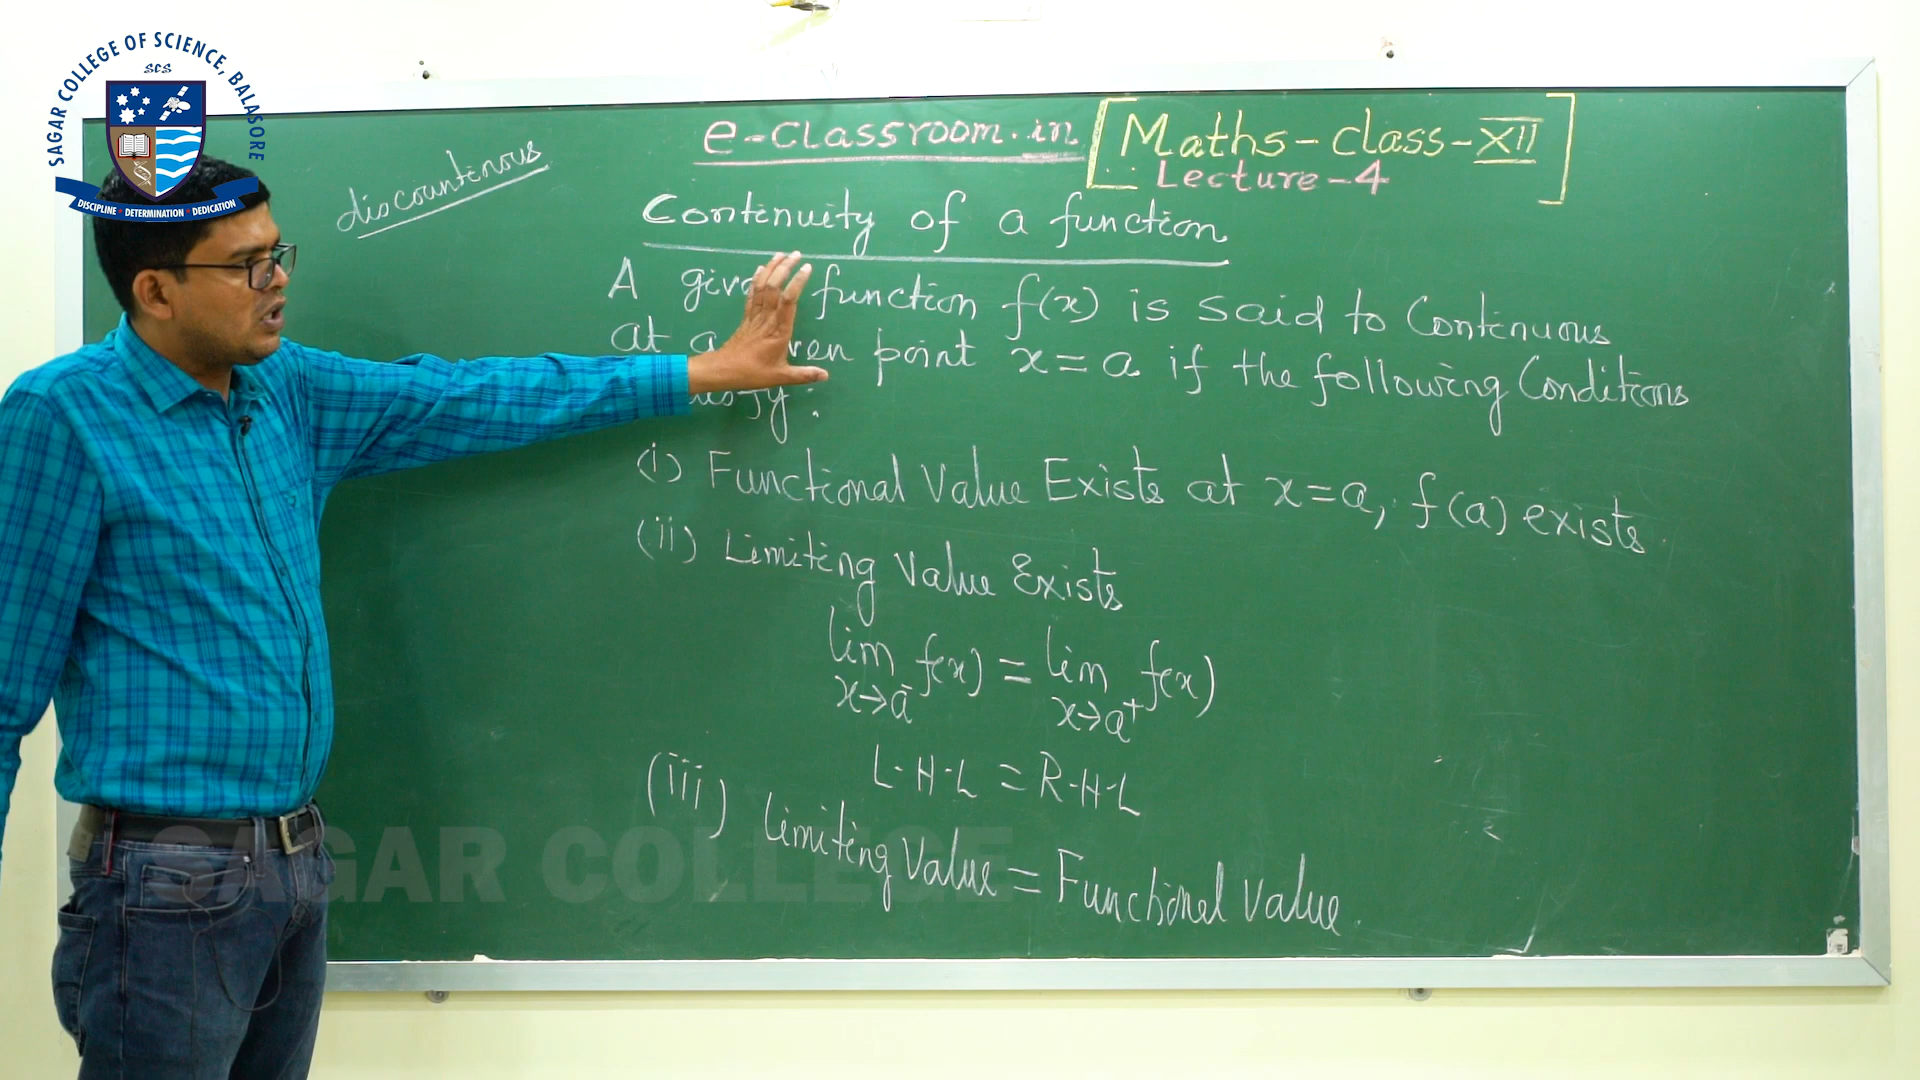 SAGAR COLLEGE OF SCIENCE, BALASORE
SCS
DISCIPLINE • DETERMINATION • DEDICATION
discountinous
e-classroom.in
Maths-class-XII
Lecture-4
Continuity of a function
A function f(x) is said to Continuous
at a point x=a if the following Conditions
(i) Functional Value Exists at x=a, f(a) exists
(ii) Limiting Value Exists
lim x→a⁻ f(x) = lim x→a⁺ f(x)
L.H.L = R.H.L
(iii) Limiting Value = Functional Value
SAGAR COLLEGE